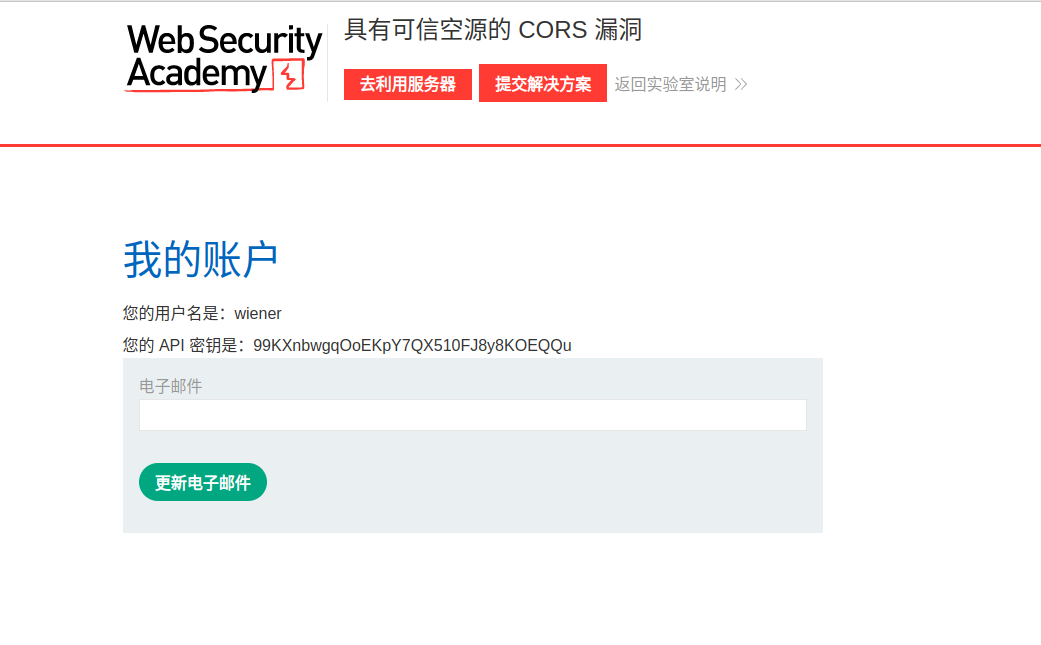 Web Security
Academy
具有可信空源的 CORS 漏洞
去利用服务器
提交解决方案
返回实验室说明
我的账户
您的用户名是：wiener
您的 API 密钥是：99KXnbwgqOoEKpY7QX510FJ8y8KOEQQu
电子邮件
更新电子邮件